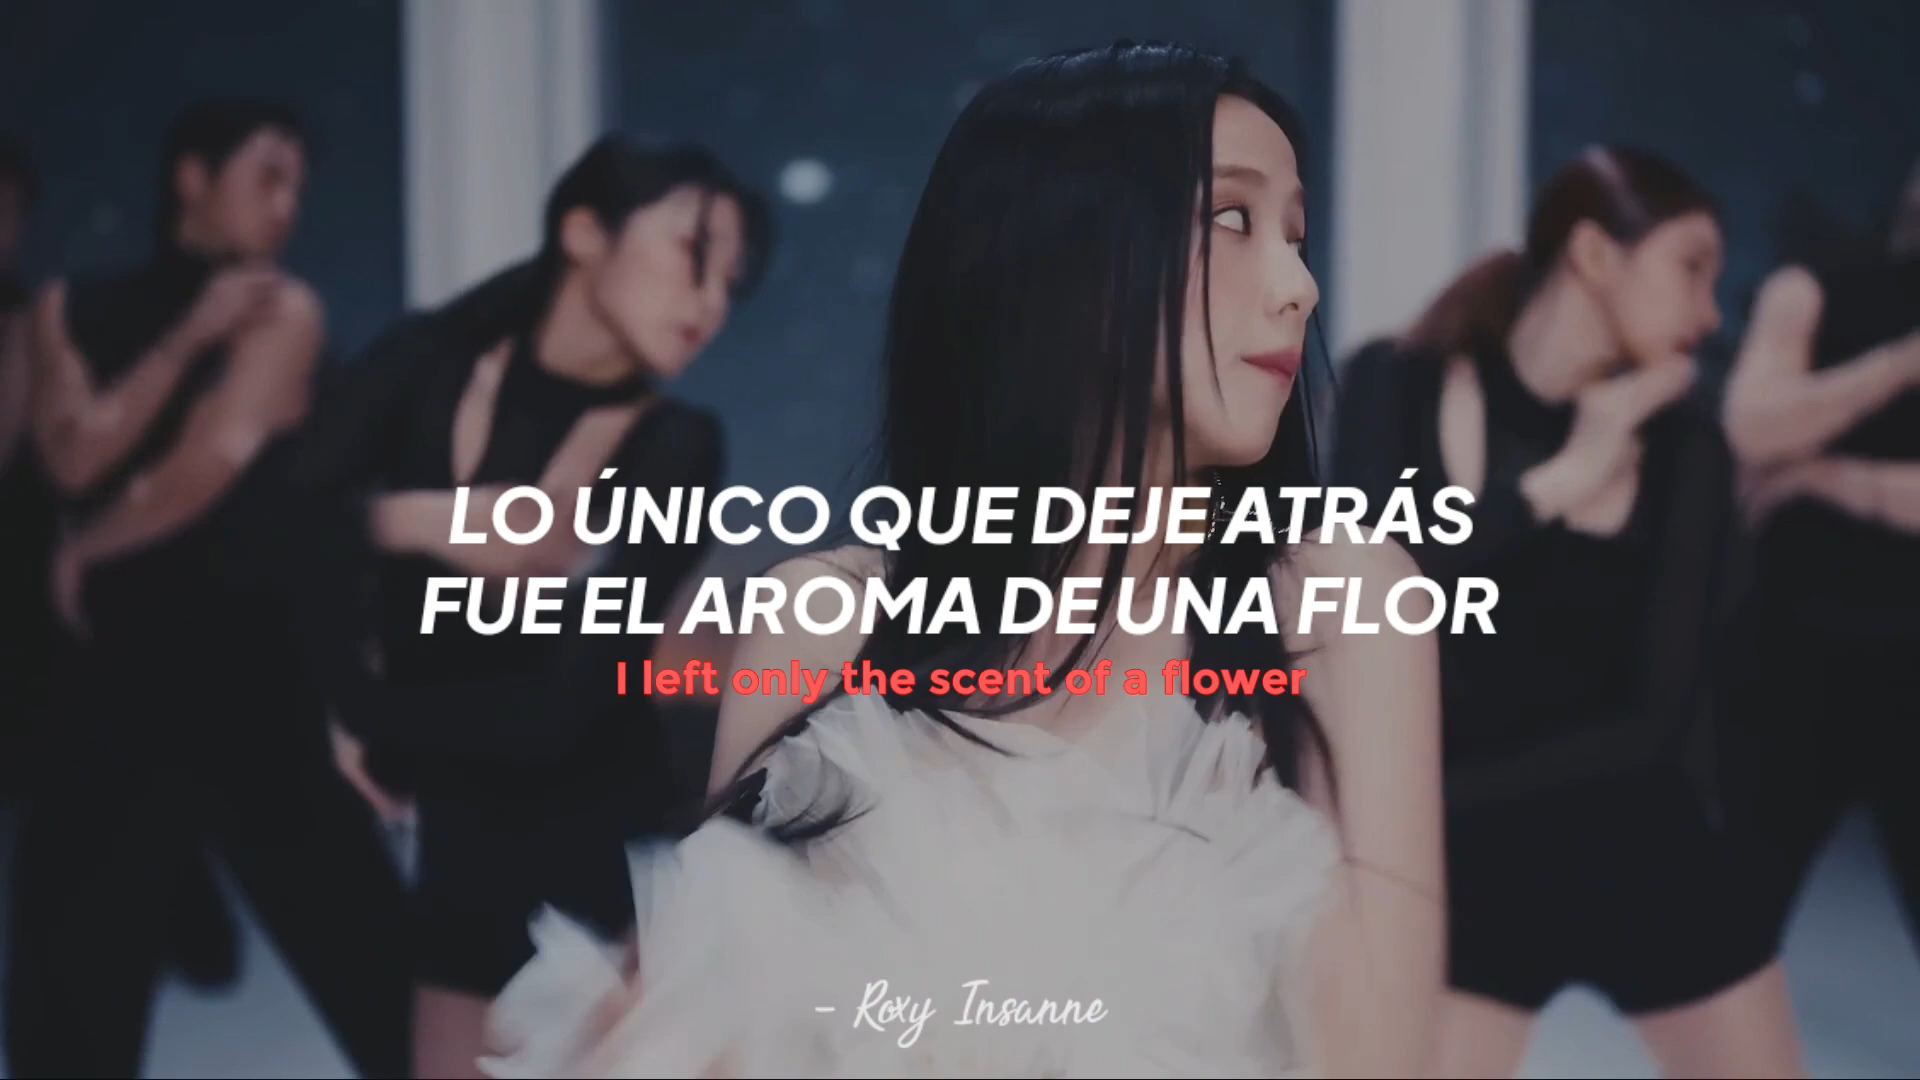 LO ÚNICO QUE DEJE ATRÁS
FUE EL AROMA DE UNA FLOR
I left only the scent of a flower
- Roxy Insanne